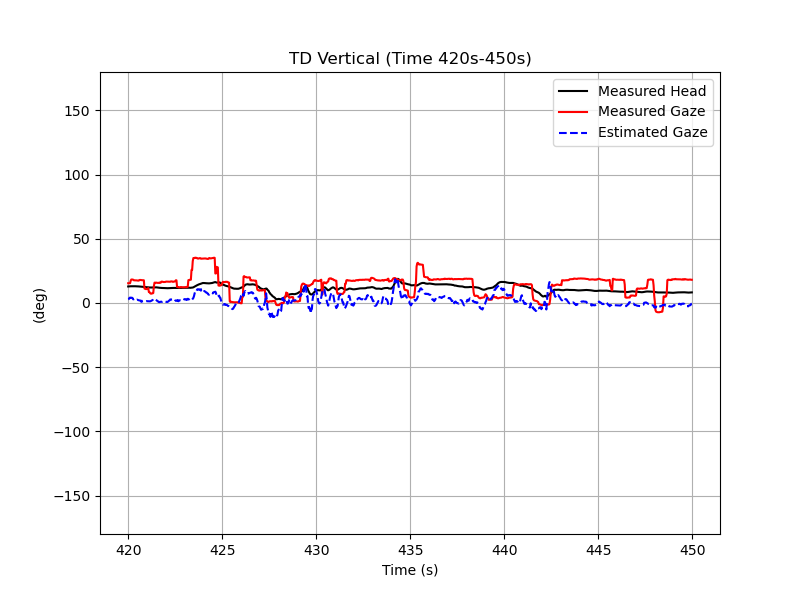 TD Vertical (Time 420s-450s)
Measured Head
Measured Gaze
Estimated Gaze
150
100
50
0
−50
−100
−150
(deg)
420 425 430 435 440 445 450
Time (s)